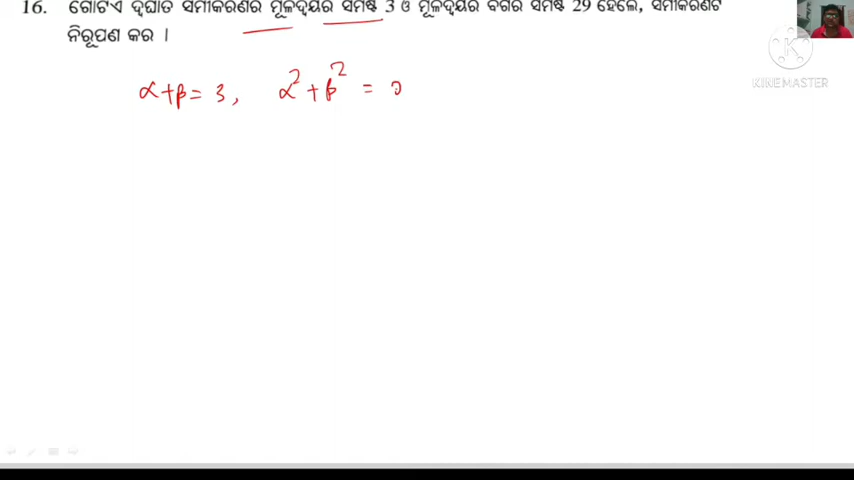 16. ଗୋଟିଏ ଦ୍ୱିଘାତ ସମୀକରଣର ମୂଳଦ୍ୱୟର ସମଷ୍ଟି 3 ଓ ମୂଳଦ୍ୱୟର ବର୍ଗର ସମଷ୍ଟି 29 ହେଲେ, ସମୀକରଣଟି
ନିରୂପଣ କର ।
α+β = 3, α² + β² =
KINEMASTER